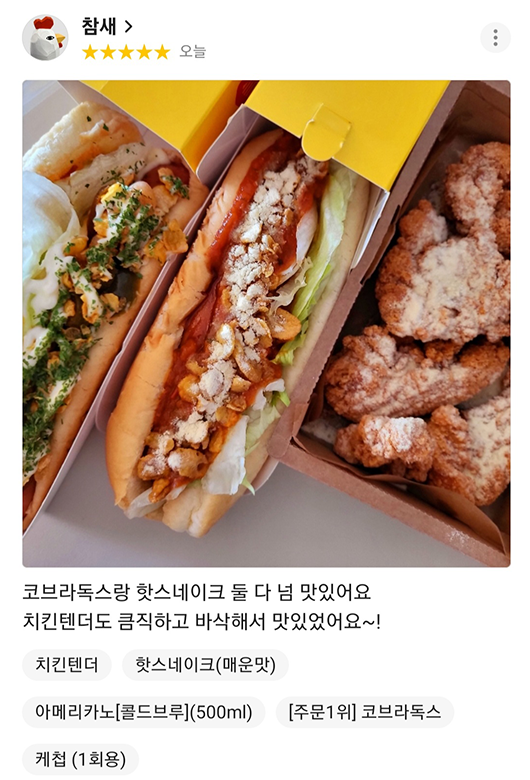 참새 >
★★★★★ 오늘
코브라독스랑 핫스네이크 둘 다 넘 맛있어요
치킨텐더도 큼직하고 바삭해서 맛있었어요~!
치킨텐더 핫스네이크(매운맛)
아메리카노[콜드브루](500ml) [주문1위] 코브라독스
케첩 (1회용)